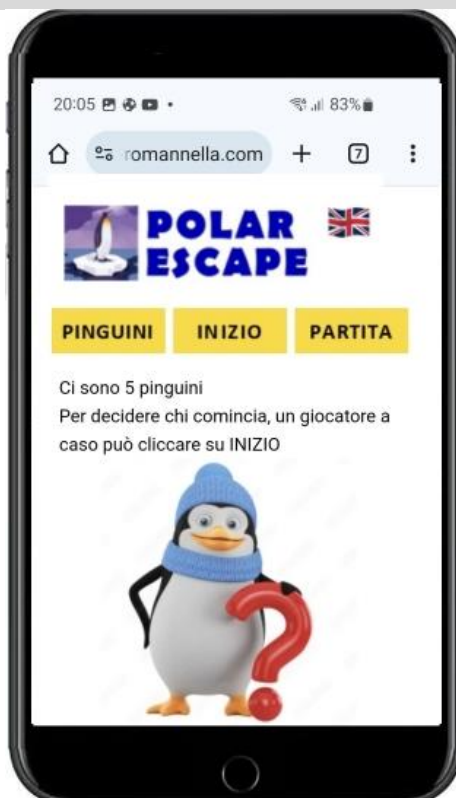 20:05
83%
romannella.com
7
POLAR
ESCAPE
PINGUINI INIZIO PARTITA
Ci sono 5 pinguini
Per decidere chi comincia, un giocatore a
caso può cliccare su INIZIO